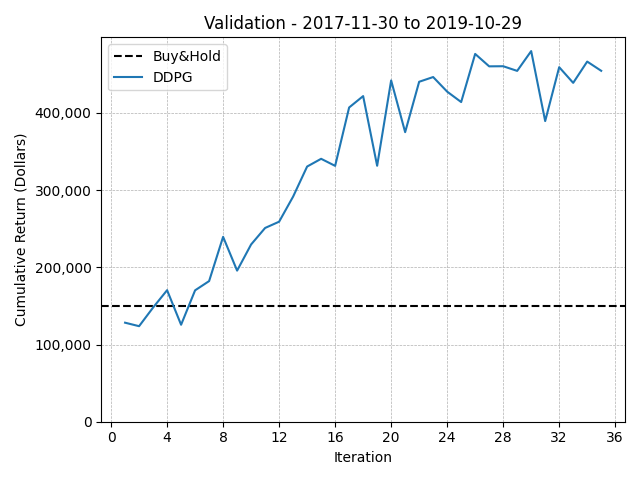 Validation - 2017-11-30 to 2019-10-29
Buy&Hold
DDPG
Cumulative Return (Dollars)
400,000
300,000
200,000
100,000
0
0 4 8 12 16 20 24 28 32 36
Iteration